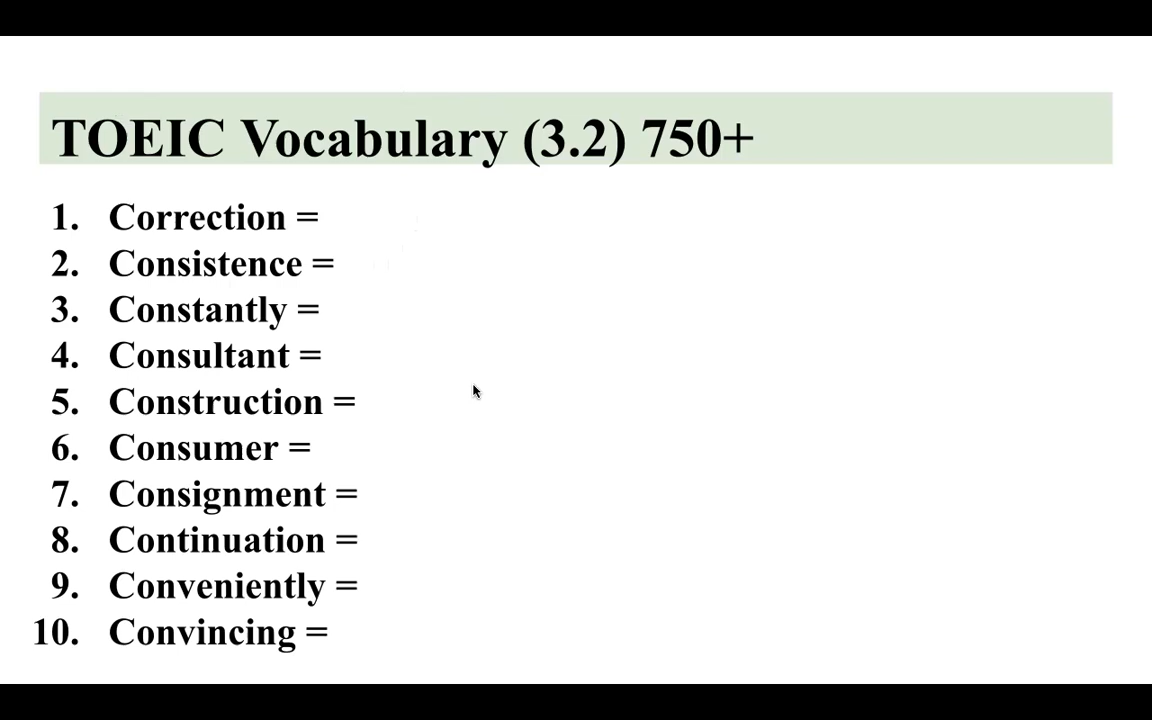 TOEIC Vocabulary (3.2) 750+
1. Correction =
2. Consistence =
3. Constantly =
4. Consultant =
5. Construction =
6. Consumer =
7. Consignment =
8. Continuation =
9. Conveniently =
10. Convincing =